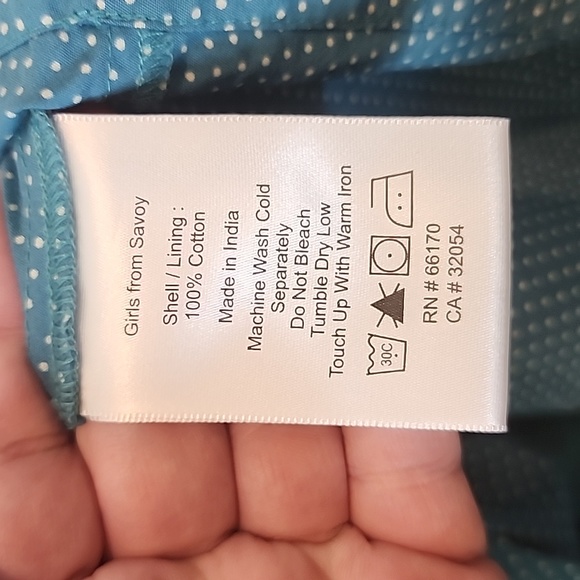 Girls from Savoy
Shell / Lining :
100% Cotton
Made in India
Machine Wash Cold
Separately
Do Not Bleach
Tumble Dry Low
Touch Up With Warm Iron
30C
RN # 66170
CA # 32054